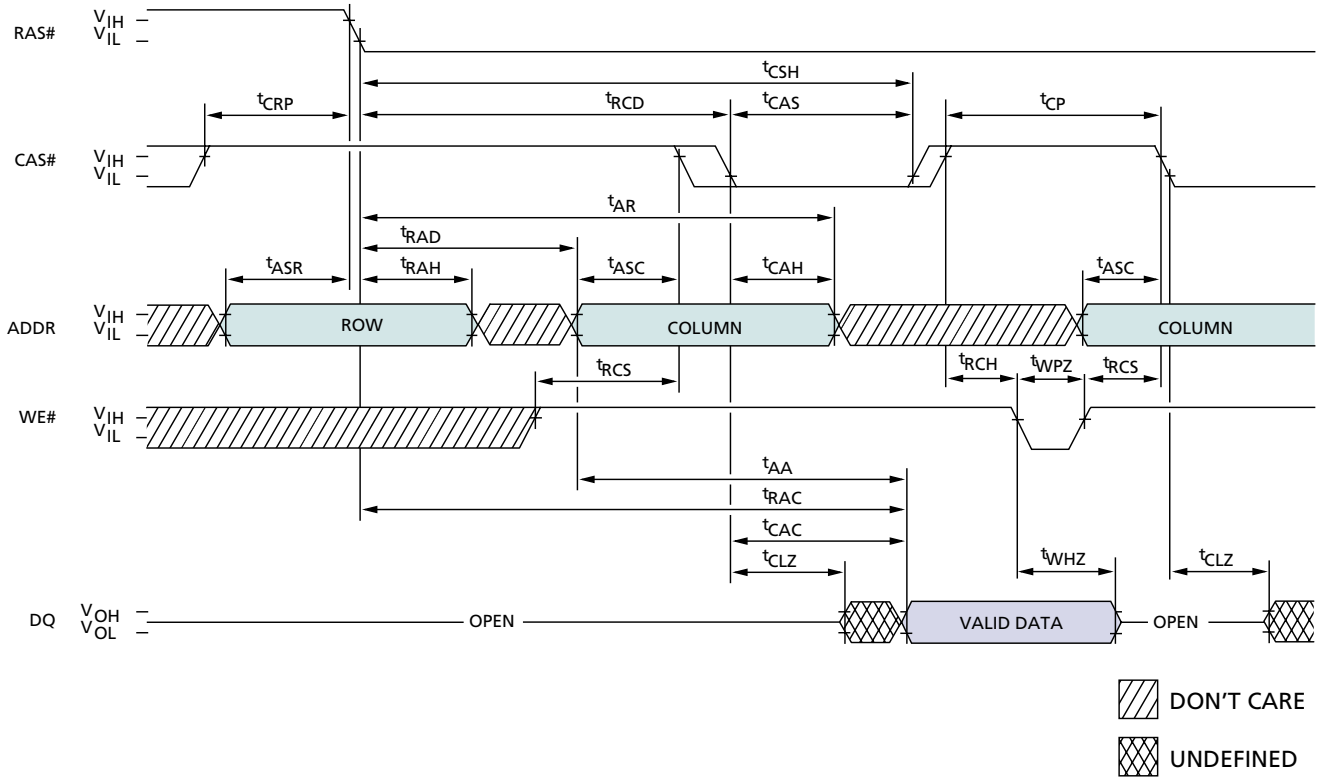 RAS# VIH
VIL
tCSH
tCRP tRCD tCAS tCP
CAS# VIH
VIL
tAR
tRAD
tASR tRAH tASC tCAH tASC
ADDR VIH
VIL
ROW COLUMN COLUMN
tRCS tRCH tWPZ tRCS
WE# VIH
VIL
tAA
tRAC
tCAC
tCLZ tWHZ tCLZ
DQ VOH
VOL
OPEN VALID DATA OPEN
DON'T CARE
UNDEFINED